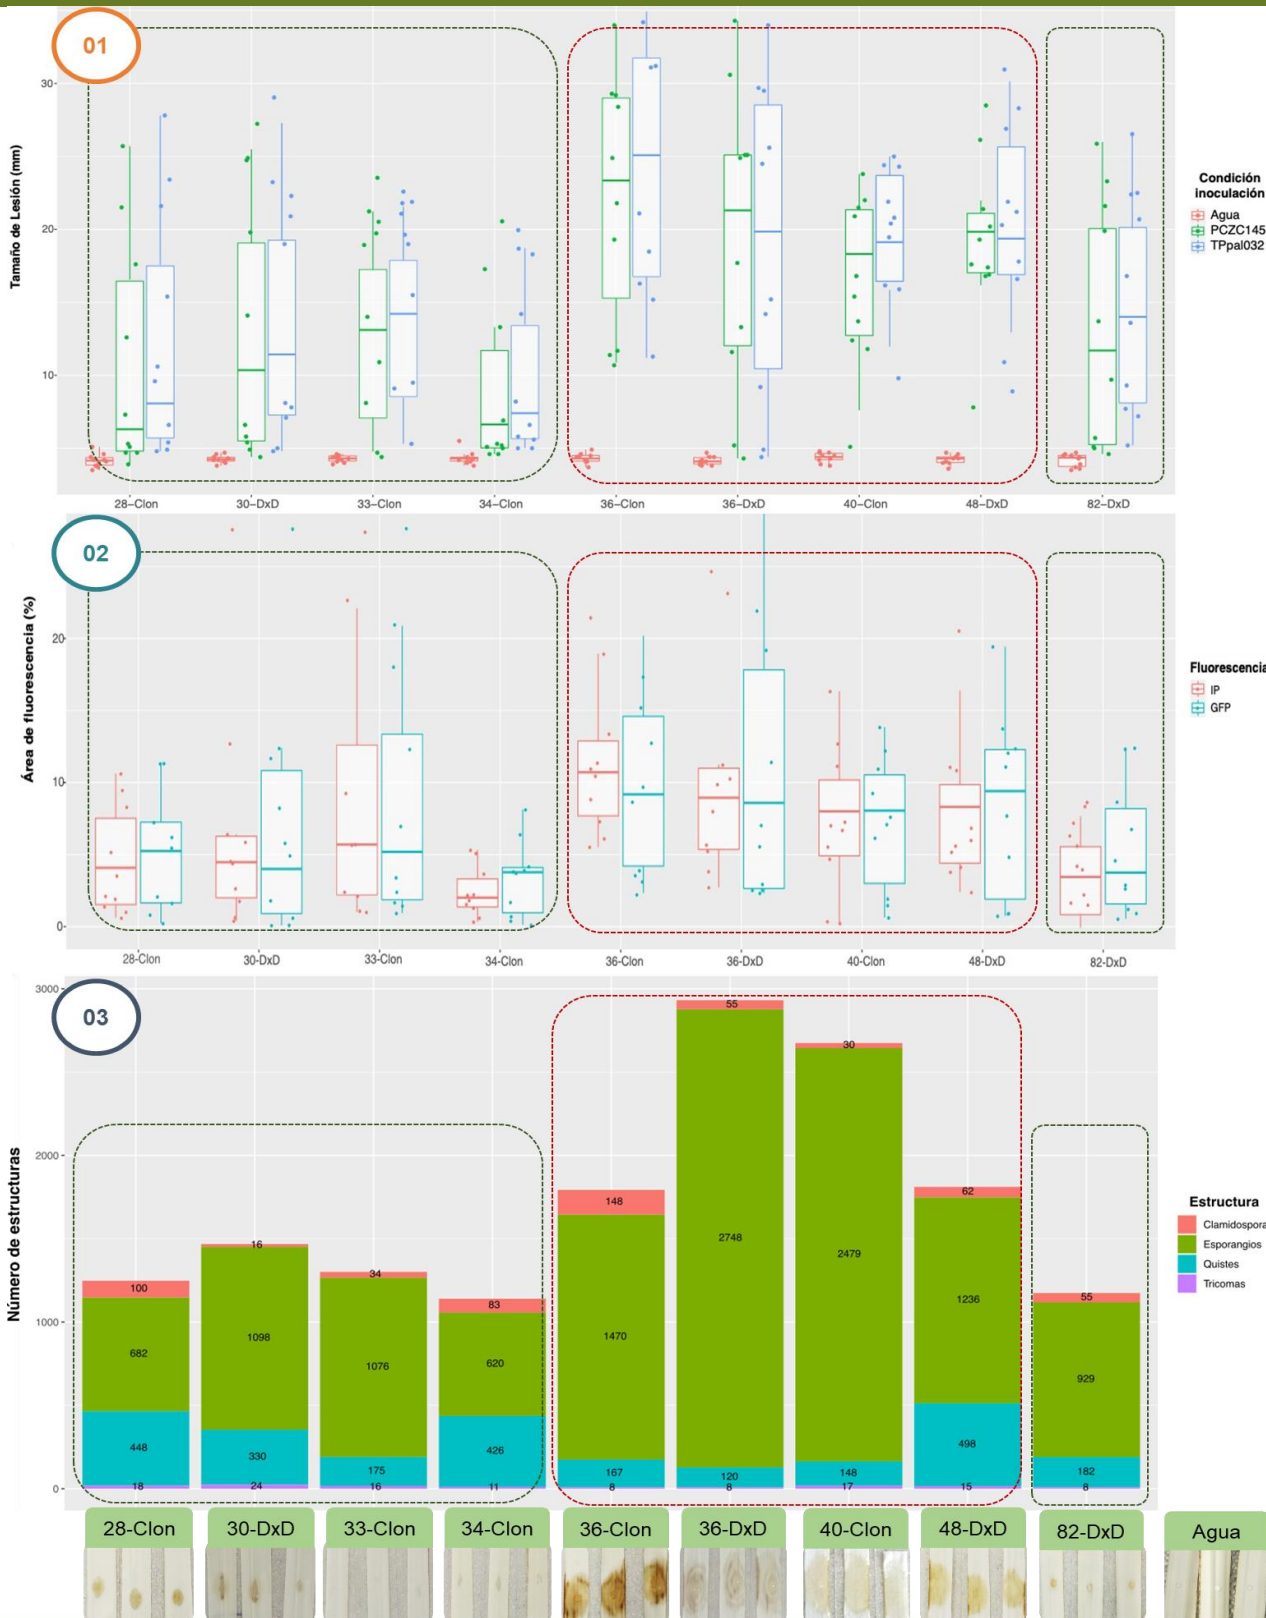 01
Tamaño de Lesión (mm)
30
20
10
28–Clon 30–DxD 33–Clon 34–Clon 36–Clon 36–DxD 40–Clon 48–DxD 82–DxD
Condición
inoculación
Agua
PCZC145
TPpal032
02
Área de fluorescencia (%)
20
10
0
28-Clon 30-DxD 33-Clon 34-Clon 36-Clon 36-DxD 40-Clon 48-DxD 82-DxD
Fluorescencia
IP
GFP
03
Número de estructuras
3000
2000
1000
0
100 682 448 18
16 1098 330 24
34 1076 175 16
83 620 426 11
148 1470 167 8
55 2748 120 8
30 2479 148 17
62 1236 498 15
55 929 182 8
Estructura
Clamidospora
Esporangios
Quistes
Tricomas
28-Clon 30-DxD 33-Clon 34-Clon 36-Clon 36-DxD 40-Clon 48-DxD 82-DxD Agua